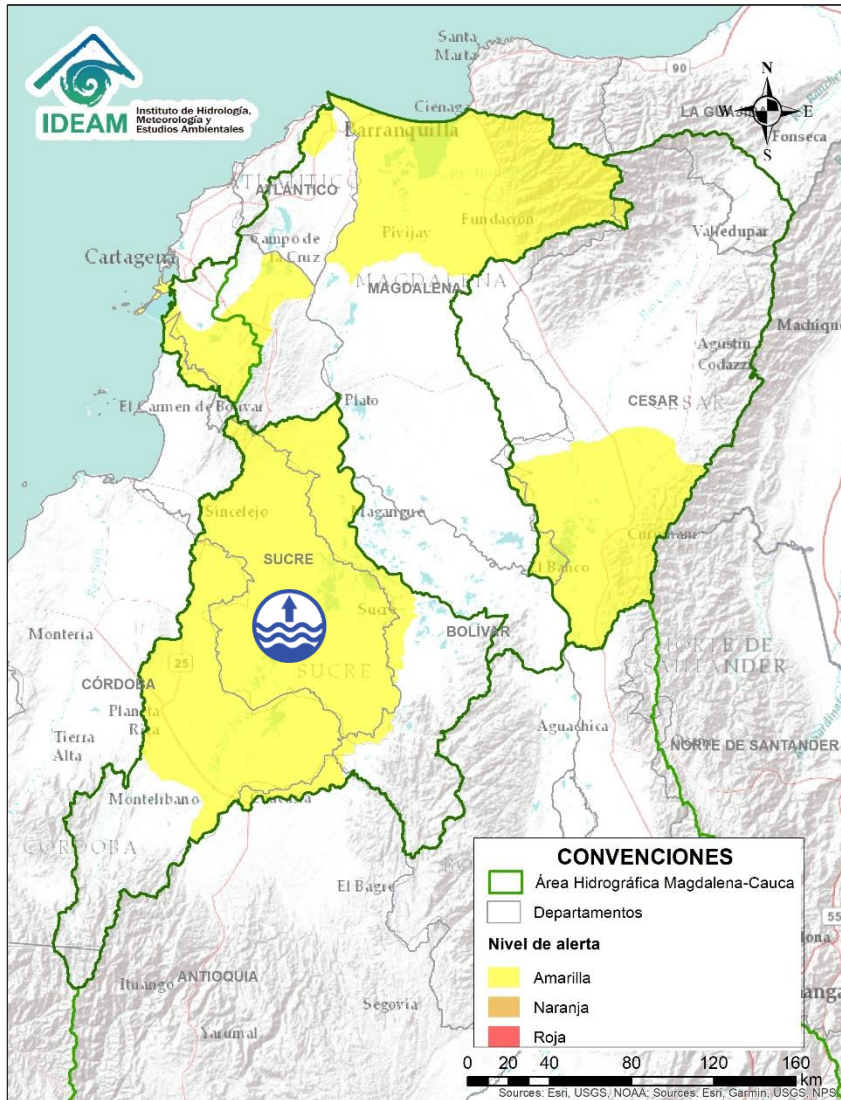 IDEAM
Instituto de Hidrología,
Meteorología y
Estudios Ambientales
N
W
E
S
Santa
Marta
90
Ciénaga
LA GUAJIRA
Fonseca
Barranquilla
ATLÁNTICO
ATLÁNTICO
Fundación
Valledupar
Pivijay
Campo de
la Cruz
Cartagena
MAGDALENA
MAGDALENA
Machiques
Agustín
Codazzi
CESAR
CESAR
El Carmen de Bolívar
Plato
Sincelejo
Magangué
Curumaní
El Banco
SUCRE
Sucre
BOLÍVAR
Montería
SUCRE
NORTE DE
SANTANDER
25
CÓRDOBA
Planeta
Rica
Tierra
Alta
Aguachica
NORTE DE SANTANDER
Montelíbano
CÓRDOBA
El Bagre
Ituango
ANTIOQUIA
Segovia
Yarumal
CONVENCIONES
Área Hidrográfica Magdalena-Cauca
Departamentos
Nivel de alerta
Amarilla
Naranja
Roja
55
0 20 40 80 120 160
km
Sources: Esri, USGS, NOAA; Sources: Esri, Garmin, USGS, NPS